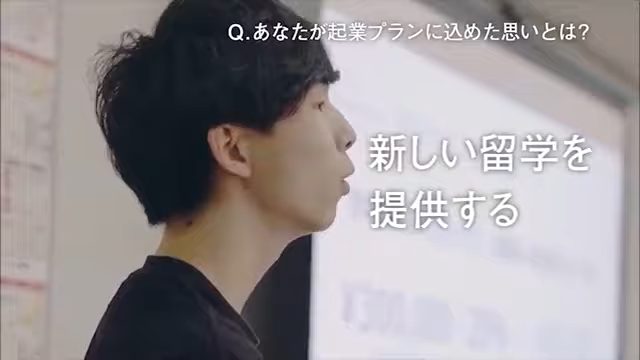 Q.あなたが起業プランに込めた思いとは?
新しい留学を
提供する